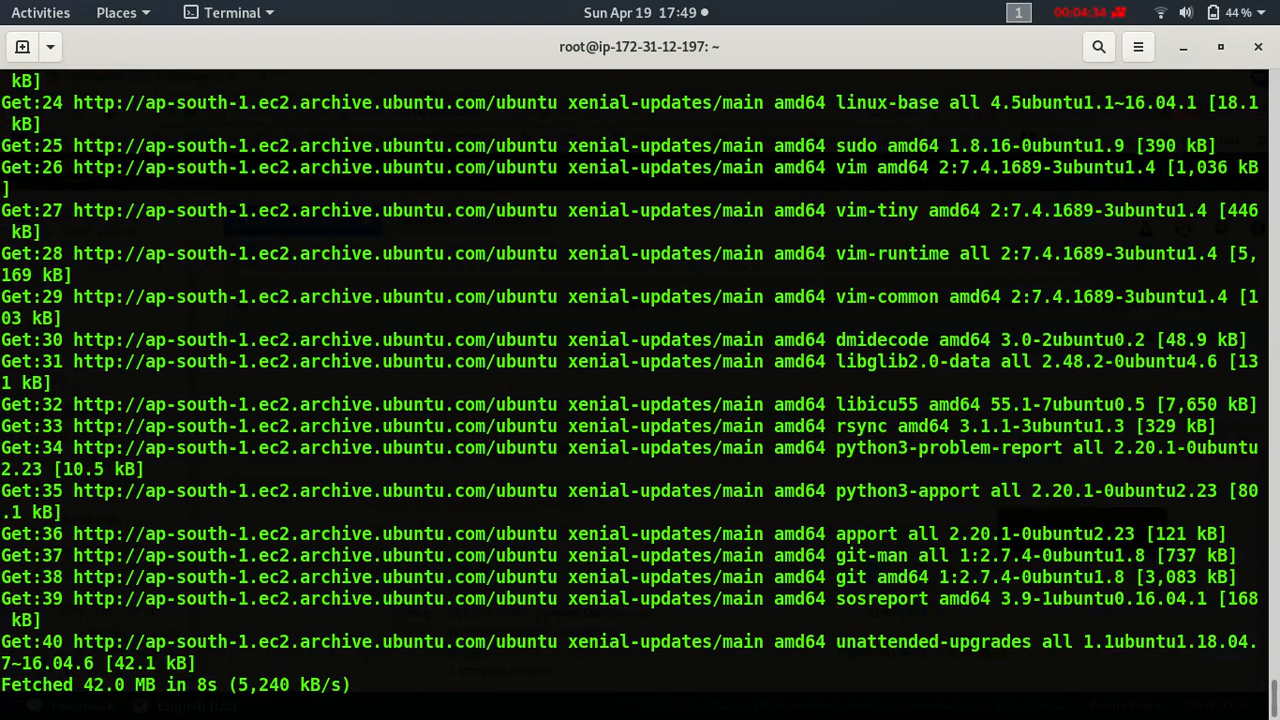 Activities Places Terminal Sun Apr 19 17:49 1 00:04:34 44%
root@ip-172-31-12-197: ~
kB]
Get:24 http://ap-south-1.ec2.archive.ubuntu.com/ubuntu xenial-updates/main amd64 linux-base all 4.5ubuntu1.1~16.04.1 [18.1
kB]
Get:25 http://ap-south-1.ec2.archive.ubuntu.com/ubuntu xenial-updates/main amd64 sudo amd64 1.8.16-0ubuntu1.9 [390 kB]
Get:26 http://ap-south-1.ec2.archive.ubuntu.com/ubuntu xenial-updates/main amd64 vim amd64 2:7.4.1689-3ubuntu1.4 [1,036 kB
]
Get:27 http://ap-south-1.ec2.archive.ubuntu.com/ubuntu xenial-updates/main amd64 vim-tiny amd64 2:7.4.1689-3ubuntu1.4 [446
kB]
Get:28 http://ap-south-1.ec2.archive.ubuntu.com/ubuntu xenial-updates/main amd64 vim-runtime all 2:7.4.1689-3ubuntu1.4 [5,
169 kB]
Get:29 http://ap-south-1.ec2.archive.ubuntu.com/ubuntu xenial-updates/main amd64 vim-common amd64 2:7.4.1689-3ubuntu1.4 [1
03 kB]
Get:30 http://ap-south-1.ec2.archive.ubuntu.com/ubuntu xenial-updates/main amd64 dmidecode amd64 3.0-2ubuntu0.2 [48.9 kB]
Get:31 http://ap-south-1.ec2.archive.ubuntu.com/ubuntu xenial-updates/main amd64 libglib2.0-data all 2.48.2-0ubuntu4.6 [13
1 kB]
Get:32 http://ap-south-1.ec2.archive.ubuntu.com/ubuntu xenial-updates/main amd64 libicu55 amd64 55.1-7ubuntu0.5 [7,650 kB]
Get:33 http://ap-south-1.ec2.archive.ubuntu.com/ubuntu xenial-updates/main amd64 rsync amd64 3.1.1-3ubuntu1.3 [329 kB]
Get:34 http://ap-south-1.ec2.archive.ubuntu.com/ubuntu xenial-updates/main amd64 python3-problem-report all 2.20.1-0ubuntu
2.23 [10.5 kB]
Get:35 http://ap-south-1.ec2.archive.ubuntu.com/ubuntu xenial-updates/main amd64 python3-apport all 2.20.1-0ubuntu2.23 [80
.1 kB]
Get:36 http://ap-south-1.ec2.archive.ubuntu.com/ubuntu xenial-updates/main amd64 apport all 2.20.1-0ubuntu2.23 [121 kB]
Get:37 http://ap-south-1.ec2.archive.ubuntu.com/ubuntu xenial-updates/main amd64 git-man all 1:2.7.4-0ubuntu1.8 [737 kB]
Get:38 http://ap-south-1.ec2.archive.ubuntu.com/ubuntu xenial-updates/main amd64 git amd64 1:2.7.4-0ubuntu1.8 [3,083 kB]
Get:39 http://ap-south-1.ec2.archive.ubuntu.com/ubuntu xenial-updates/main amd64 sosreport amd64 3.9-1ubuntu0.16.04.1 [168
kB]
Get:40 http://ap-south-1.ec2.archive.ubuntu.com/ubuntu xenial-updates/main amd64 unattended-upgrades all 1.1ubuntu1.18.04.
7~16.04.6 [42.1 kB]
Fetched 42.0 MB in 8s (5,240 kB/s)